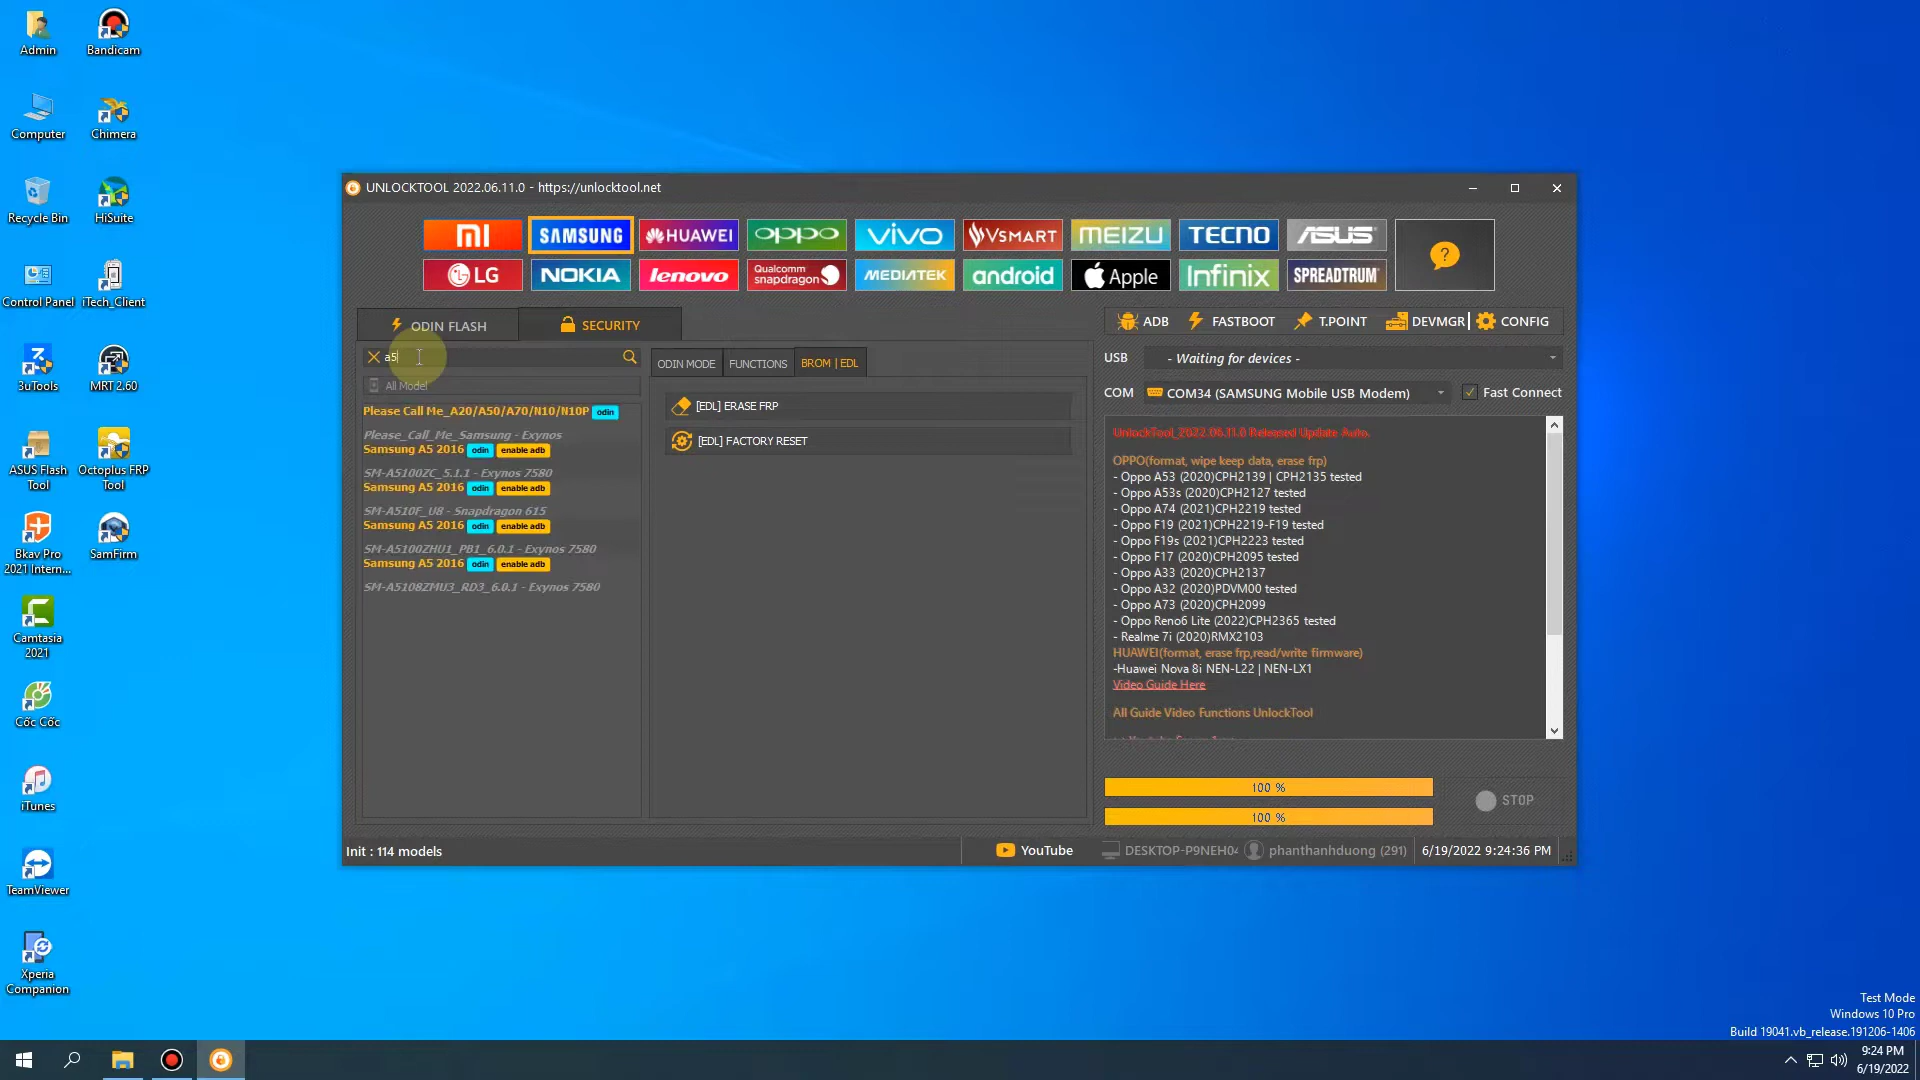 Admin
Bandicam
Computer
Chimera
Recycle Bin
HiSuite
Control Panel
iTech_Client
3uTools
MRT 2.60
ASUS Flash
Tool
Octoplus FRP
Tool
Bkav Pro
2021 Intern...
SamFirm
Camtasia
2021
Cốc Cốc
iTunes
TeamViewer
Xperia
Companion
UNLOCKTOOL 2022.06.11.0 - https://unlocktool.net
SAMSUNG
HUAWEI
oppo
vivo
VSMART
MEIZU
TECNO
ASUS
?
LG
NOKIA
lenovo
Qualcomm
snapdragon
MEDIATEK
android
Apple
Infinix
SPREADTRUM
ODIN FLASH
SECURITY
ADB
FASTBOOT
T.POINT
DEVMGR
CONFIG
a5
All Model
ODIN MODE
FUNCTIONS
BROM | EDL
USB
- Waiting for devices -
COM
COM34 (SAMSUNG Mobile USB Modem)
Fast Connect
Please Call Me_A20/A50/A70/N10/N10P odin
Please_Call_Me_Samsung - Exynos
Samsung A5 2016 odin enable adb
SM-A5100ZC_5.1.1 - Exynos 7580
Samsung A5 2016 odin enable adb
SM-A510F_U8 - Snapdragon 615
Samsung A5 2016 odin enable adb
SM-A5100ZHU1_PB1_6.0.1 - Exynos 7580
Samsung A5 2016 odin enable adb
SM-A5108ZMU3_RD3_6.0.1 - Exynos 7580
[EDL] ERASE FRP
[EDL] FACTORY RESET
UnlockTool_2022.06.11.0 Released Update Auto.
OPPO(format, wipe keep data, erase frp)
- Oppo A53 (2020)CPH2139 | CPH2135 tested
- Oppo A53s (2020)CPH2127 tested
- Oppo A74 (2021)CPH2219 tested
- Oppo F19 (2021)CPH2219-F19 tested
- Oppo F19s (2021)CPH2223 tested
- Oppo F17 (2020)CPH2095 tested
- Oppo A33 (2020)CPH2137
- Oppo A32 (2020)PDVM00 tested
- Oppo A73 (2020)CPH2099
- Oppo Reno6 Lite (2022)CPH2365 tested
- Realme 7i (2020)RMX2103
HUAWEI(format, erase frp,read/write firmware)
-Huawei Nova 8i NEN-L22 | NEN-LX1
Video Guide Here
All Guide Video Functions UnlockTool
100 %
100 %
STOP
Init : 114 models
YouTube
DESKTOP-P9NEH04
phanthanhduong (291)
6/19/2022 9:24:36 PM
Test Mode
Windows 10 Pro
Build 19041.vb_release.191206-1406
9:24 PM
6/19/2022